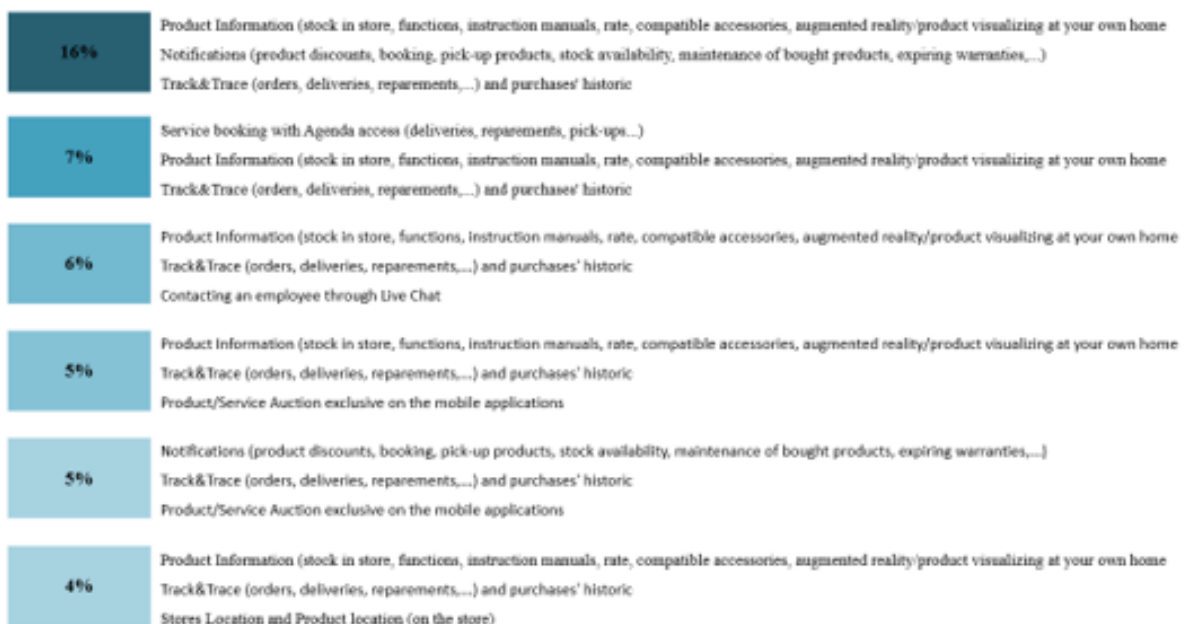 16%
Product Information (stock in store, functions, instruction manuals, rate, compatible accessories, augmented reality/product visualizing at your own home
Notifications (product discounts, booking, pick-up products, stock availability, maintenance of bought products, expiring warranties,...)
Track&Trace (orders, deliveries, reparements,...) and purchases' historic
7%
Service booking with Agenda access (deliveries, reparements, pick-ups...)
Product Information (stock in store, functions, instruction manuals, rate, compatible accessories, augmented reality/product visualizing at your own home
Track&Trace (orders, deliveries, reparements,...) and purchases' historic
6%
Product Information (stock in store, functions, instruction manuals, rate, compatible accessories, augmented reality/product visualizing at your own home
Track&Trace (orders, deliveries, reparements,...) and purchases' historic
Contacting an employee through Live Chat
5%
Product Information (stock in store, functions, instruction manuals, rate, compatible accessories, augmented reality/product visualizing at your own home
Track&Trace (orders, deliveries, reparements,...) and purchases' historic
Product/Service Auction exclusive on the mobile applications
5%
Notifications (product discounts, booking, pick-up products, stock availability, maintenance of bought products, expiring warranties,...)
Track&Trace (orders, deliveries, reparements,...) and purchases' historic
Product/Service Auction exclusive on the mobile applications
4%
Product Information (stock in store, functions, instruction manuals, rate, compatible accessories, augmented reality/product visualizing at your own home
Track&Trace (orders, deliveries, reparements,...) and purchases' historic
Stores Location and Product location (on the store)